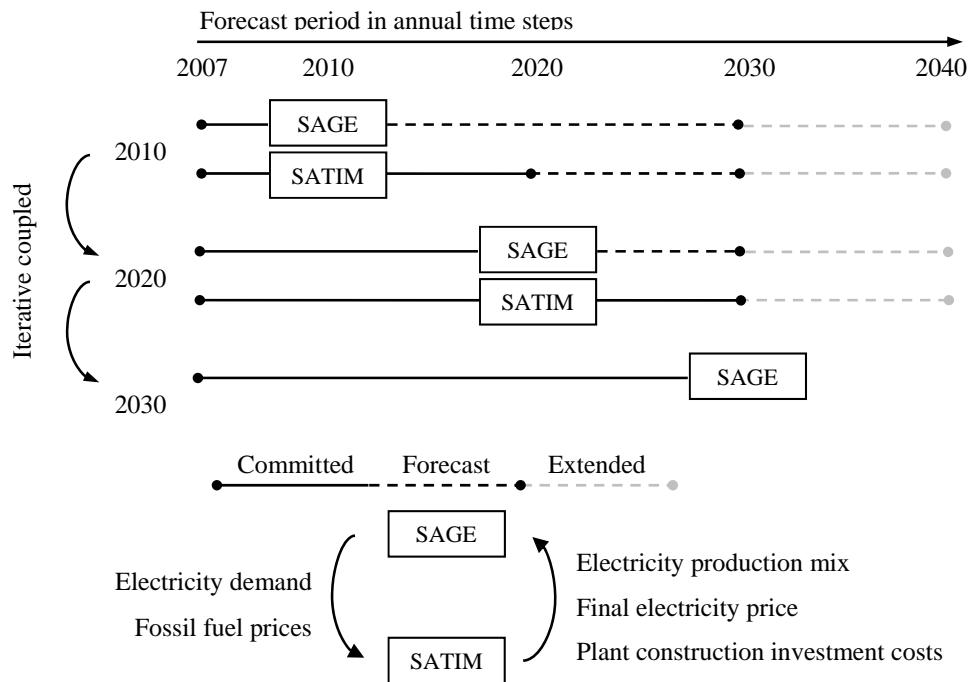 Forecast period in annual time steps
2007 2010 2020 2030 2040
SAGE
2010
SATIM
Iterative coupled
SAGE
2020
SATIM
SAGE
2030
Committed Forecast Extended
SAGE
Electricity demand
Fossil fuel prices
Electricity production mix
Final electricity price
Plant construction investment costs
SATIM